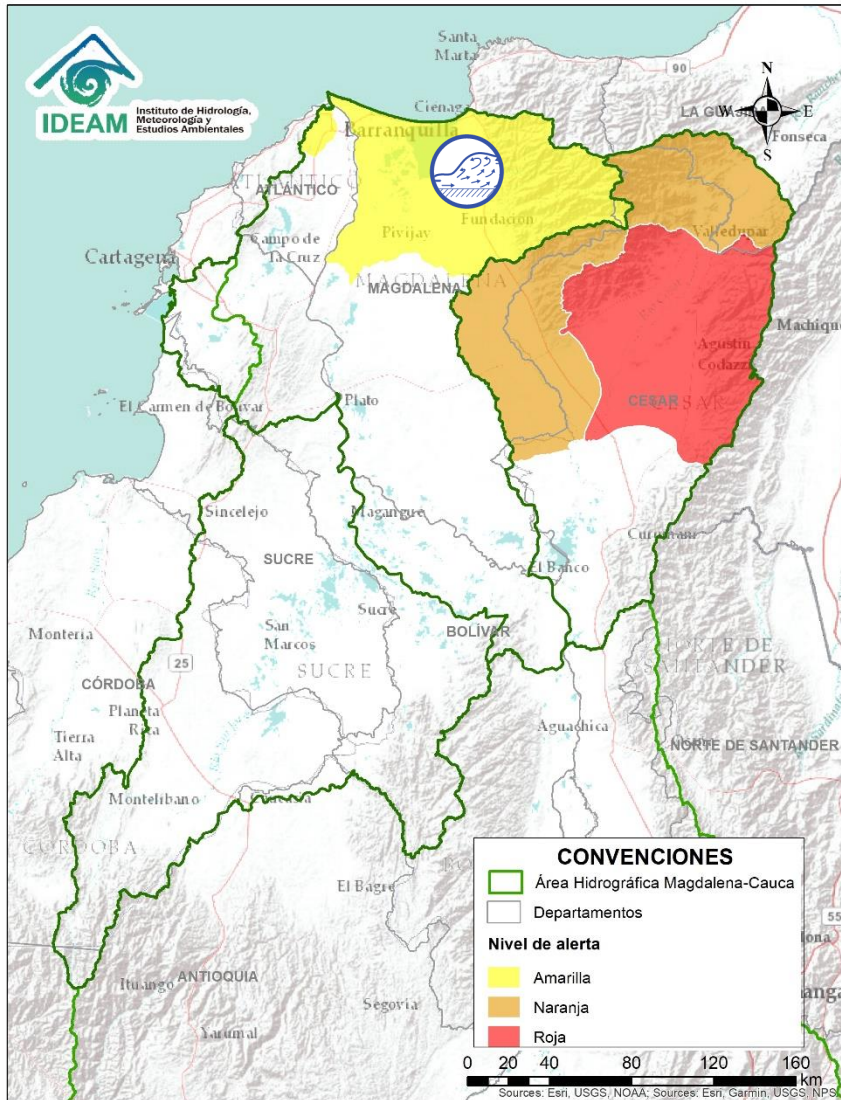 IDEAM
Instituto de Hidrología,
Meteorología y
Estudios Ambientales
Santa
Marta
90
N
W
E
S
LA GUAJIRA
Fonseca
Ciénaga
Barranquilla
ATLÁNTICO
ATLÁNTICO
Fundación
Valledupar
Pivijay
Campo de
la Cruz
Cartagena
MAGDALENA
MAGDALENA
Machique
Agustín
Codazzi
CESAR
CESAR
El Carmen de Bolívar
Plato
Sincelejo
Magangué
Curumaní
SUCRE
El Banco
Sucre
BOLÍVAR
San
Marcos
SUCRE
Montería
NORTE DE
SANTANDER
25
CÓRDOBA
Planeta
Rica
Aguachica
Tierra
Alta
NORTE DE SANTANDER
Montelíbano
CÓRDOBA
El Bagre
Ituango
ANTIOQUIA
Segovia
Yarumal
55
CONVENCIONES
Área Hidrográfica Magdalena-Cauca
Departamentos
Nivel de alerta
Amarilla
Naranja
Roja
0 20 40 80 120 160
km
Sources: Esri, USGS, NOAA; Sources: Esri, Garmin, USGS, NPS